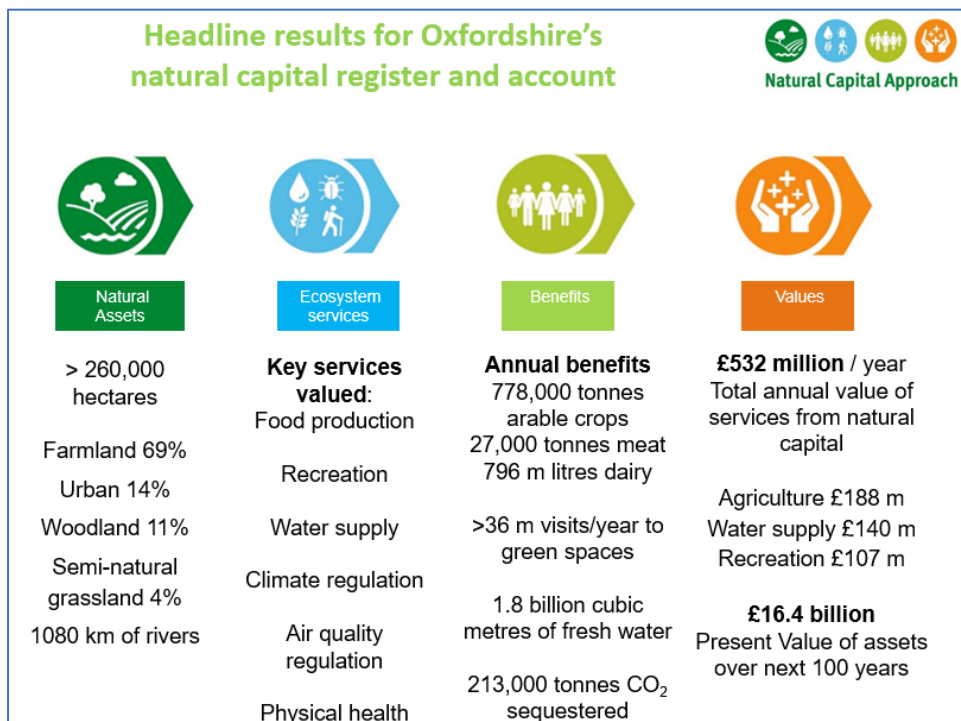 Headline results for Oxfordshire's
natural capital register and account
Natural Capital Approach
Natural
Assets
> 260,000
hectares
Farmland 69%
Urban 14%
Woodland 11%
Semi-natural
grassland 4%
1080 km of rivers
Ecosystem
services
Key services
valued:
Food production
Recreation
Water supply
Climate regulation
Air quality
regulation
Physical health
Benefits
Annual benefits
778,000 tonnes
arable crops
27,000 tonnes meat
796 m litres dairy
>36 m visits/year to
green spaces
1.8 billion cubic
metres of fresh water
213,000 tonnes CO₂
sequestered
Values
£532 million / year
Total annual value of
services from natural
capital
Agriculture £188 m
Water supply £140 m
Recreation £107 m
£16.4 billion
Present Value of assets
over next 100 years